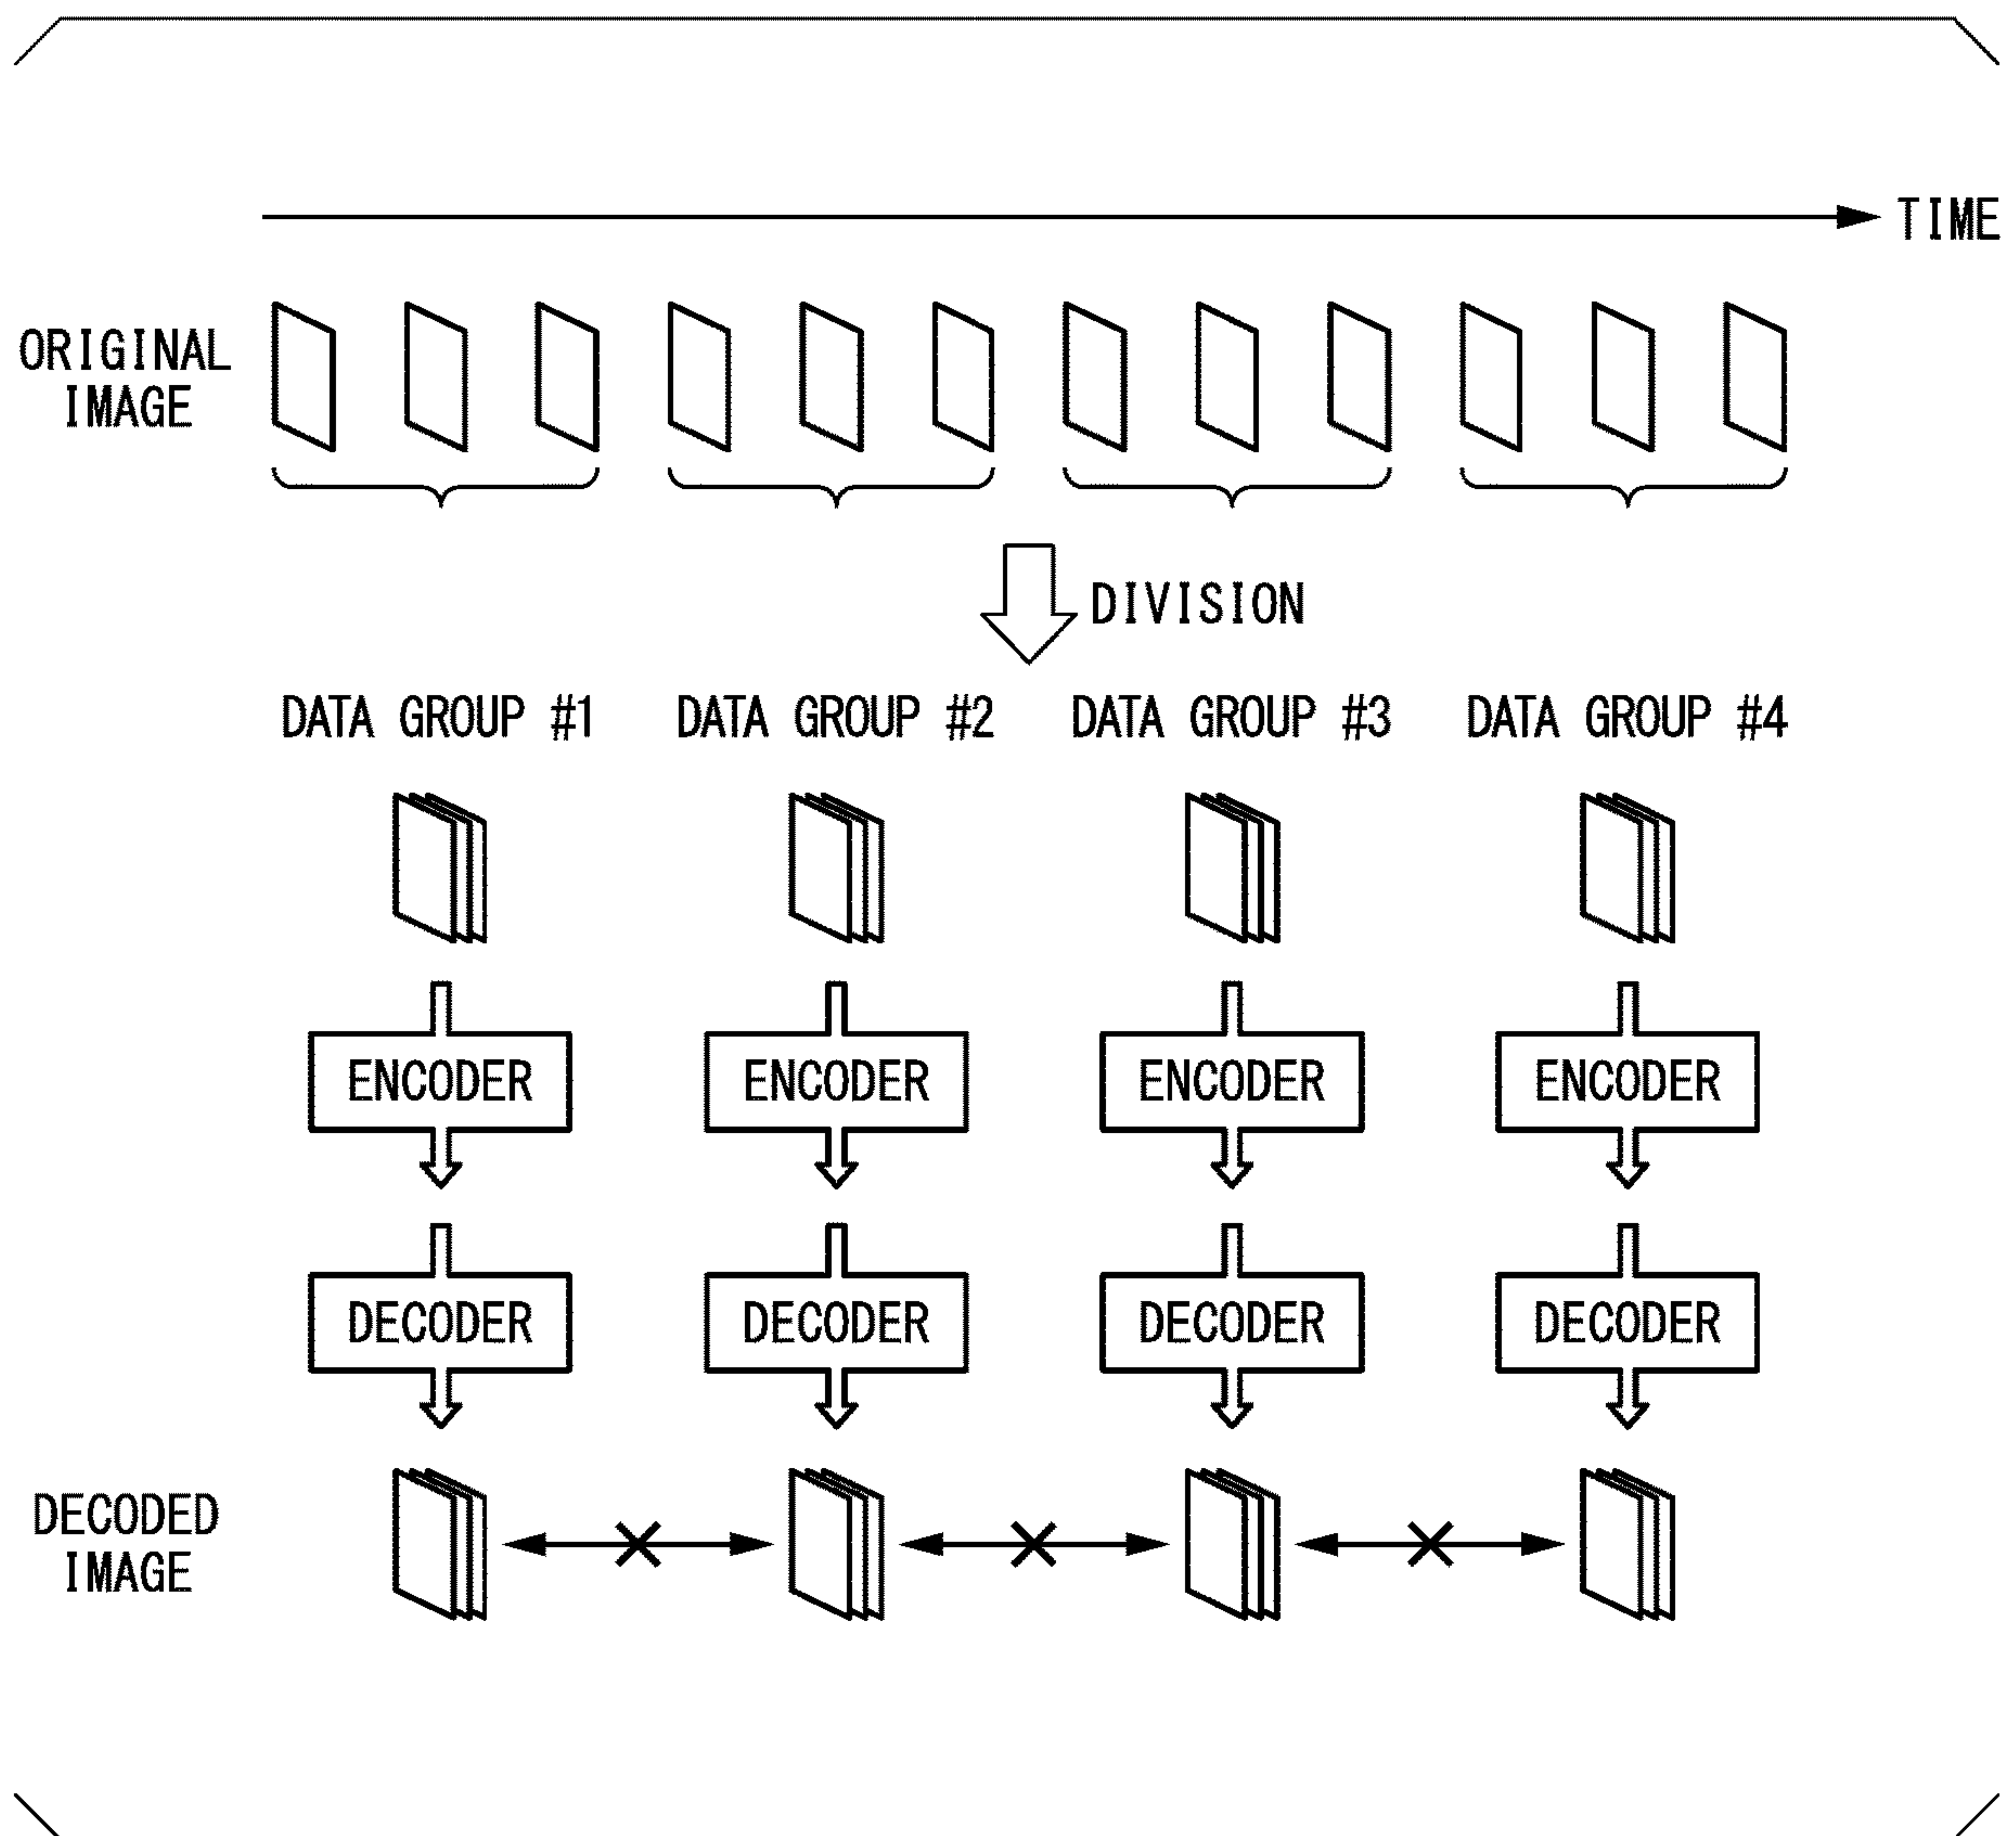 TIME
ORIGINAL
IMAGE
DIVISION
DATA GROUP #1 DATA GROUP #2 DATA GROUP #3 DATA GROUP #4
ENCODER ENCODER ENCODER ENCODER
DECODER DECODER DECODER DECODER
DECODED
IMAGE